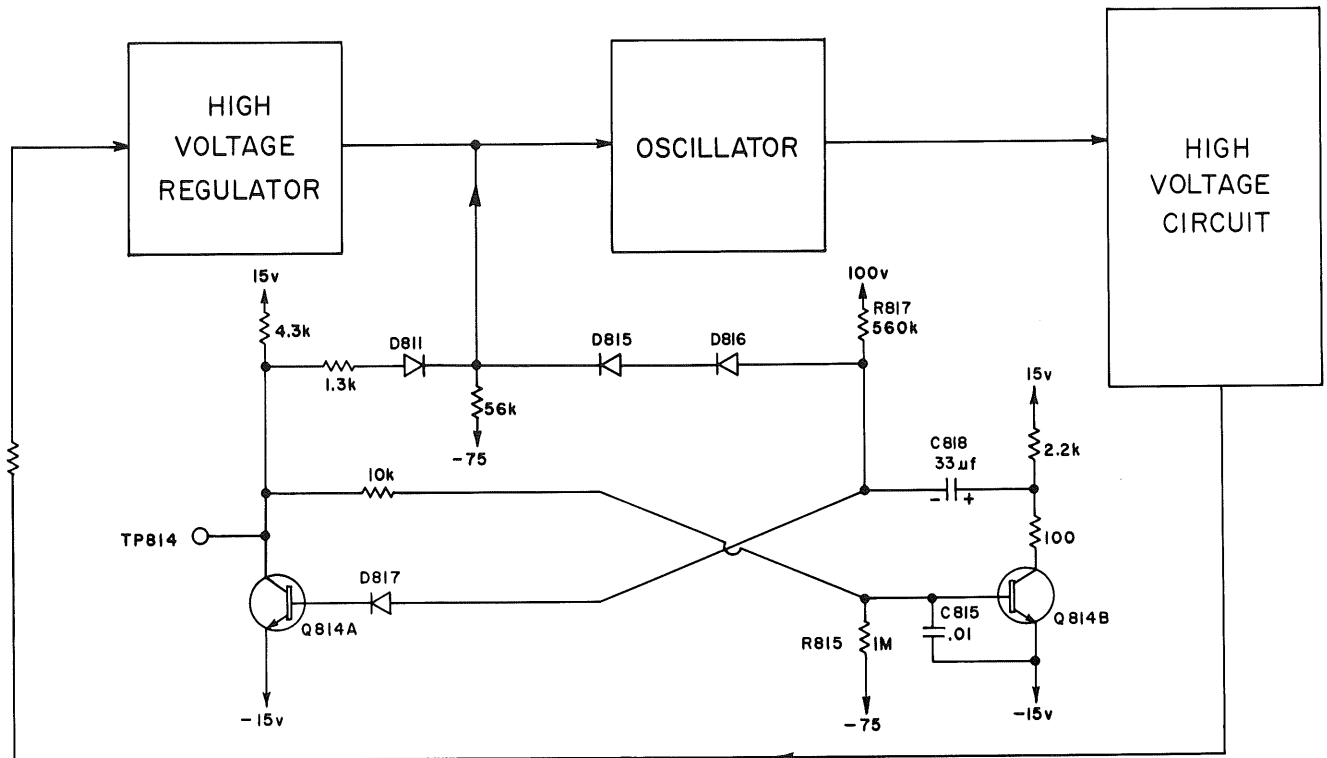 HIGH
VOLTAGE
REGULATOR
OSCILLATOR
HIGH
VOLTAGE
CIRCUIT
15v
4.3k
D811
1.3k
56k
-75
D815
D816
100v
R817
560k
15v
2.2k
C818
33µf
- +
100
10k
TP814
D817
Q814A
-15v
R815
1M
-75
C815
.01
Q814B
-15v